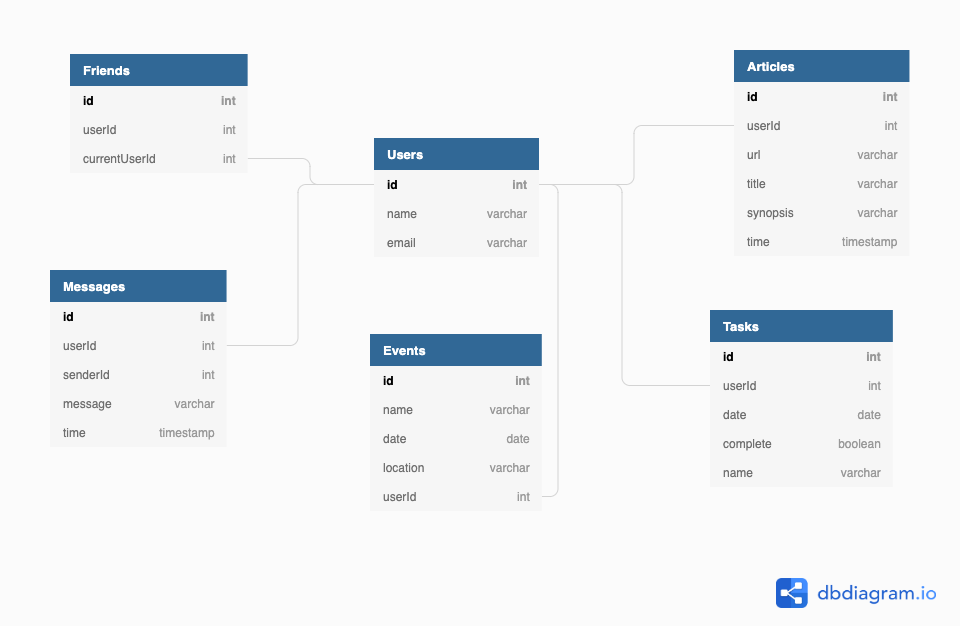 Friends
id int
userId int
currentUserId int
Messages
id int
userId int
senderId int
message varchar
time timestamp
Users
id int
name varchar
email varchar
Events
id int
name varchar
date date
location varchar
userId int
Articles
id int
userId int
url varchar
title varchar
synopsis varchar
time timestamp
Tasks
id int
userId int
date date
complete boolean
name varchar
dbdiagram.io